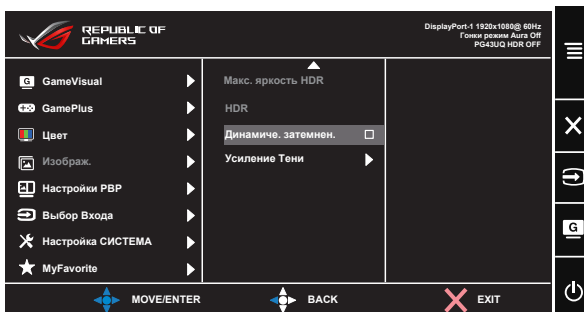 REPUBLIC OF
GAMERS
DisplayPort-1 1920x1080@ 60Hz
Гонки режим Aura Off
PG43UQ HDR OFF
G GameVisual
GamePlus
Цвет
Изображ.
Настройки PBP
Выбор Входа
Настройка СИСТЕМА
MyFavorite
Макс. яркость HDR
HDR
Динамиче. затемнен.
Усиление Тени
G
MOVE/ENTER
BACK
EXIT